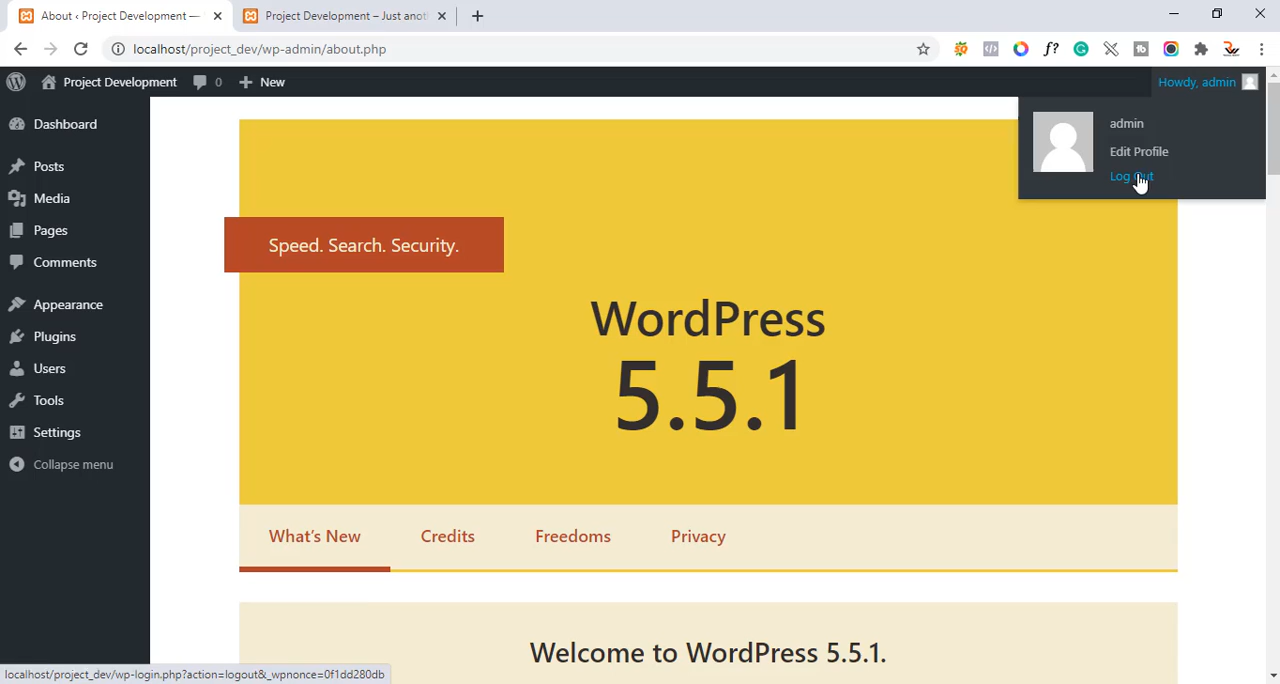 About ‹ Project Development —
Project Development – Just anot
localhost/project_dev/wp-admin/about.php
Project Development
0
New
Howdy, admin
admin
Edit Profile
Log Out
Dashboard
Posts
Media
Pages
Comments
Appearance
Plugins
Users
Tools
Settings
Collapse menu
Speed. Search. Security.
WordPress
5.5.1
What's New
Credits
Freedoms
Privacy
Welcome to WordPress 5.5.1.
localhost/project_dev/wp-login.php?action=logout&_wpnonce=0f1dd280db